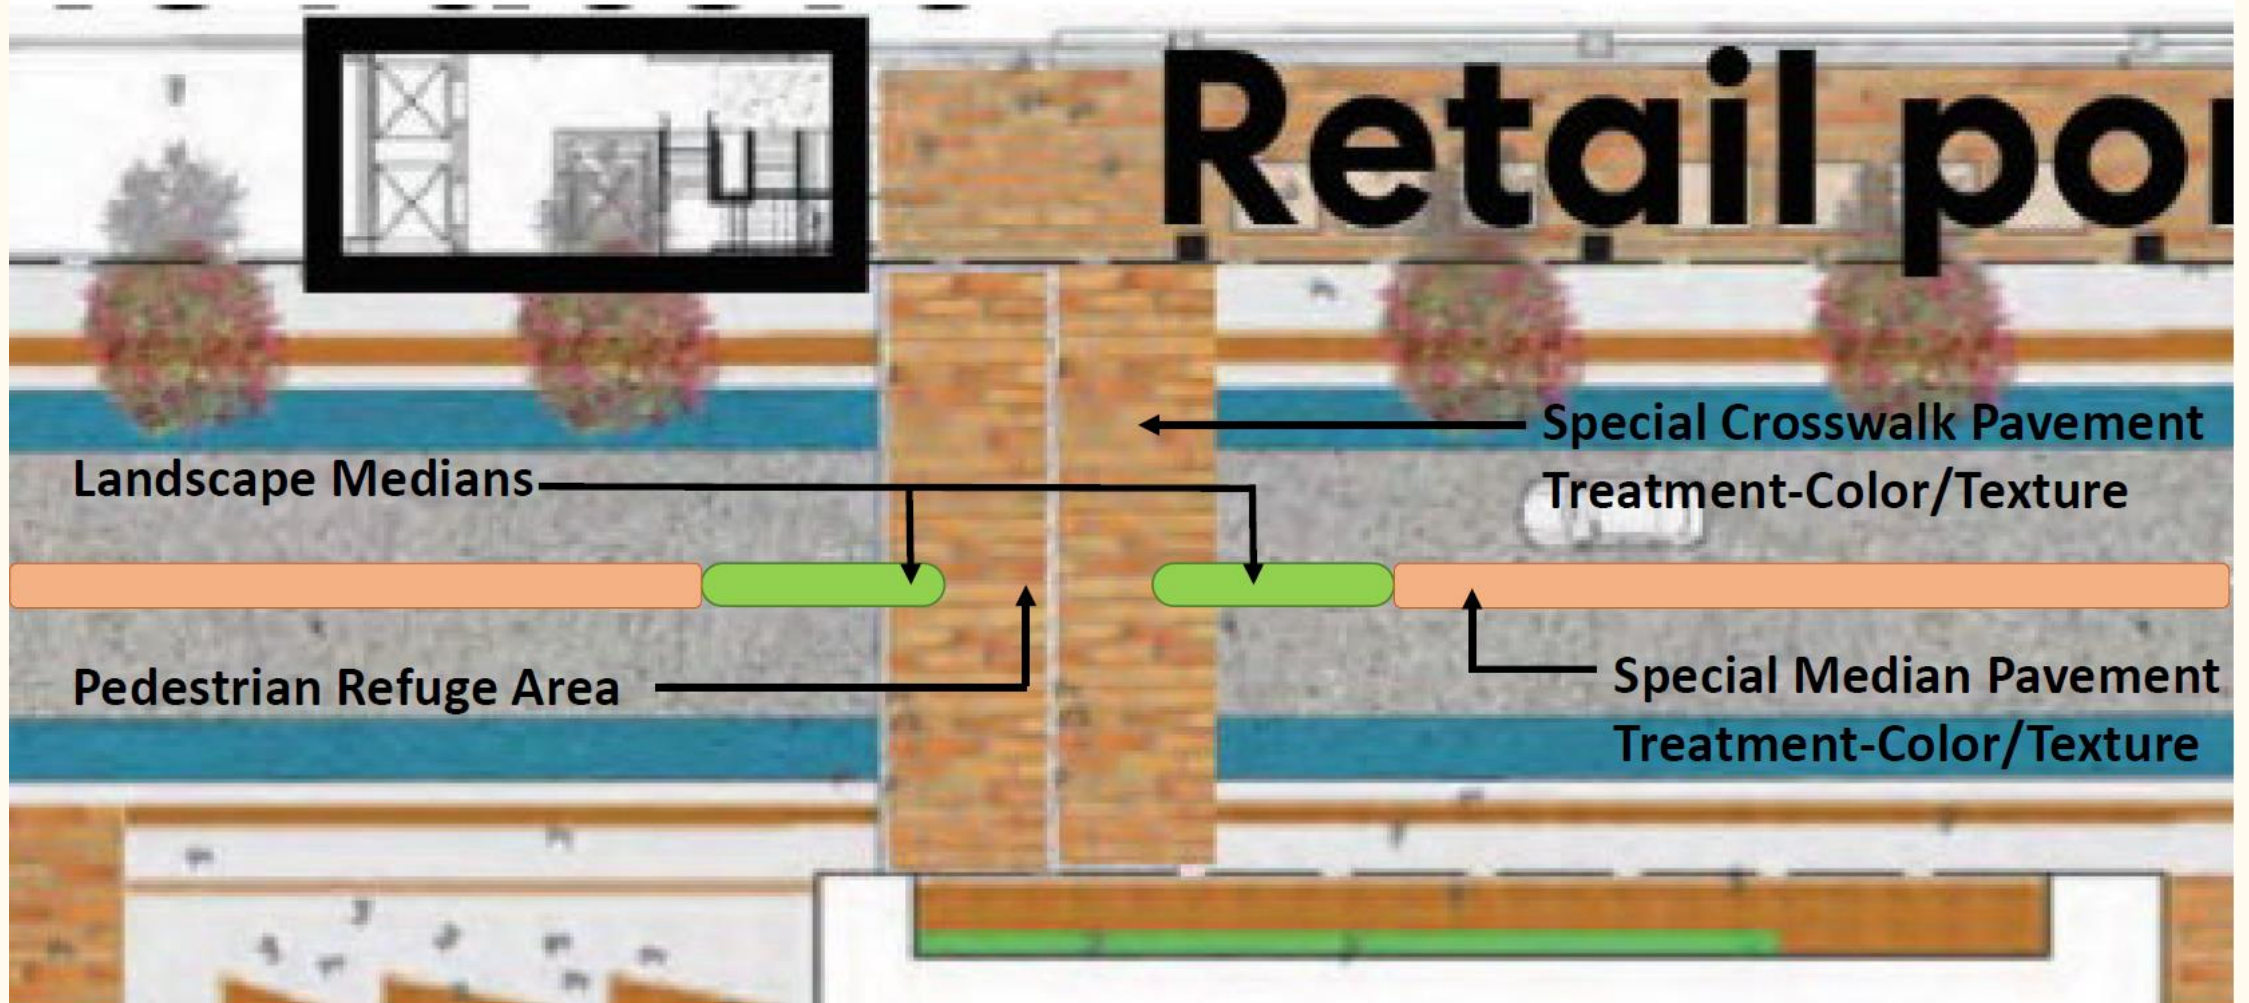 Retail po
Special Crosswalk Pavement
Treatment-Color/Texture
Landscape Medians
Pedestrian Refuge Area
Special Median Pavement
Treatment-Color/Texture